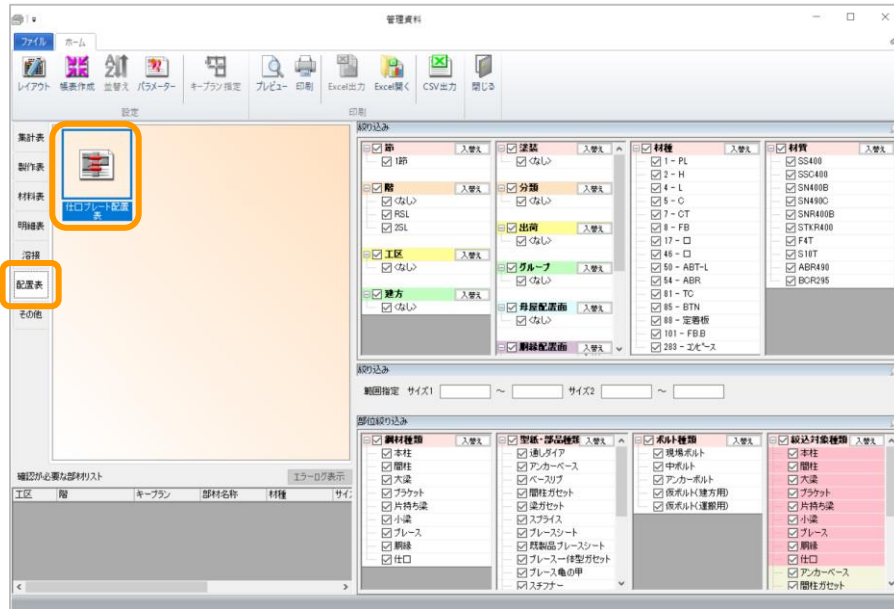 管理資料
ファイル ホーム
レイアウト 帳表作成 並替え パラメーター キープラン指定 プレビュー 印刷 Excel出力 Excel開く CSV出力 閉じる
設定 印刷
集計表
製作表
材料表
明細表
溶接
配置表
その他
仕口プレート配置
表
絞り込み
節 入替え
1節
階 入替え
<なし>
RSL
2SL
工区 入替え
<なし>
建方 入替え
<なし>
塗装 入替え
<なし>
分類 入替え
<なし>
出荷 入替え
<なし>
グループ 入替え
<なし>
母屋配置面 入替え
<なし>
胴縁配置面 入替え
材種 入替え
1 - PL
2 - H
4 - L
5 - C
7 - CT
8 - FB
17 - □
46 - □
50 - ABT-L
54 - ABR
81 - TC
85 - BTN
88 - 定着板
101 - FB.B
283 - エピース
材質 入替え
SS400
SSC400
SN400B
SN490C
SNR400B
STKR400
F4T
S10T
ABR490
BCR295
絞り込み
範囲指定 サイズ1 ～ サイズ2 ～
部位絞り込み
鋼材種類 入替え
本柱
間柱
大梁
ブラケット
片持ち梁
小梁
ブレース
胴縁
仕口
型紙・部品種類 入替え
通しダイア
アンカーベース
ベースリブ
間柱ガセット
梁ガセット
スプライス
ブレースシート
既製品ブレースシート
ブレース一体型ガセット
ブレース亀の甲
スチフナー
ボルト種類 入替え
現場ボルト
中ボルト
アンカーボルト
仮ボルト(建方用)
仮ボルト(運搬用)
絞込対象種類 入替え
本柱
間柱
大梁
ブラケット
片持ち梁
小梁
ブレース
胴縁
仕口
アンカーベース
間柱ガセット
確認が必要な部材リスト エラーログ表示
工区 階 キープラン 部材名称 材種 サイ